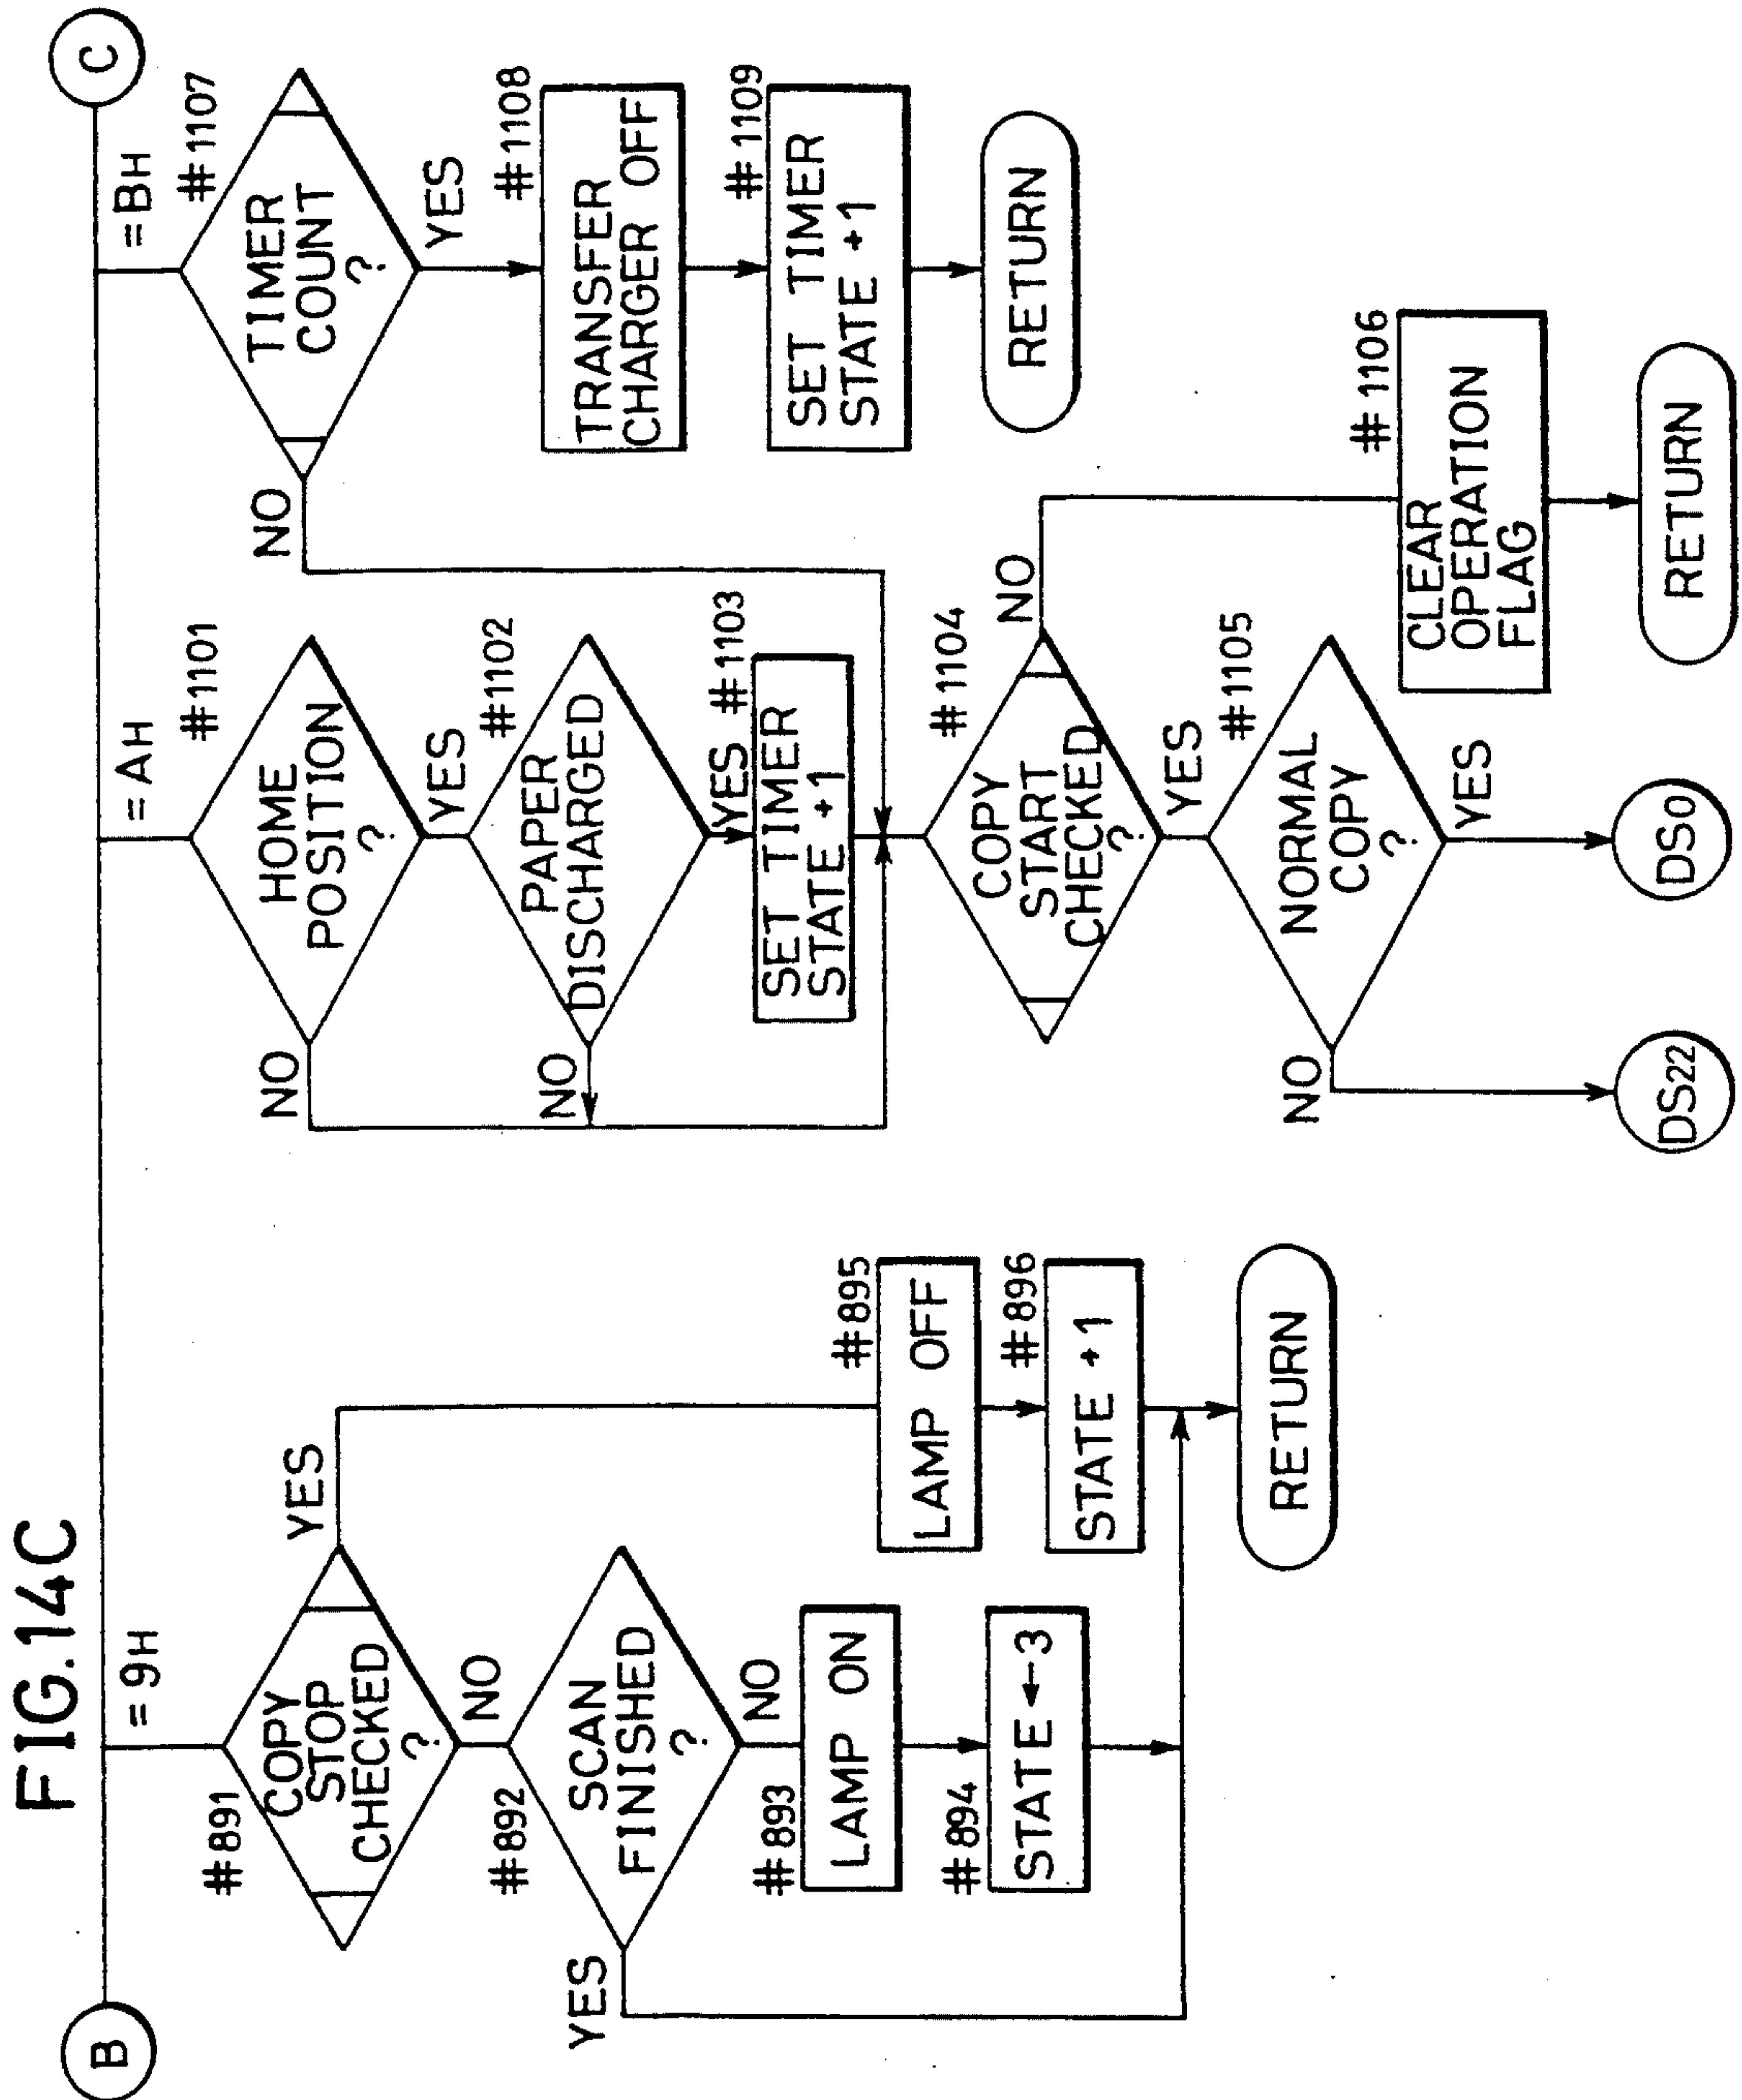 FIG.14C
B
C
= 9H
#891
COPY
STOP
CHECKED
?
YES
NO
#892
SCAN
FINISHED
?
YES
NO
#893
LAMP ON
#894
STATE ← 3
#895
LAMP OFF
#896
STATE +1
RETURN
= AH
#1101
HOME
POSITION
?
NO
YES
#1102
PAPER
DISCHARGED
NO
YES
#1103
SET TIMER
STATE +1
#1104
COPY
START
CHECKED
?
NO
YES
#1105
NORMAL
COPY
?
NO
YES
DS22
DS0
#1106
CLEAR
OPERATION
FLAG
RETURN
= BH
#1107
TIMER
COUNT
?
NO
YES
#1108
TRANSFER
CHARGER OFF
#1109
SET TIMER
STATE +1
RETURN